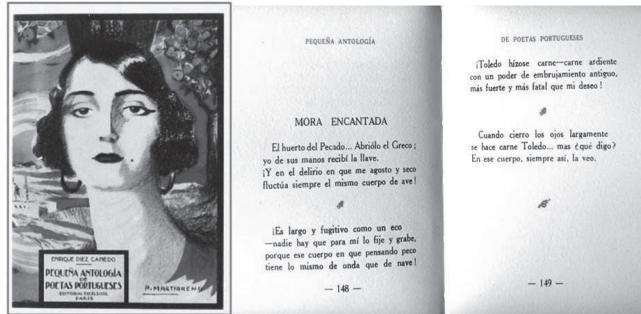 ENRIQUE DIEZ CANEDO
PEQUEÑA ANTOLOGÍA
DE
POETAS PORTUGUESES
EDITORIAL EXCELSIOR
PARIS
PEQUEÑA ANTOLOGÍA
MORA ENCANTADA
El huerto del Pecado... Abriólo el Greco;
yo de sus manos recibí la llave.
¡Y en el delirio en que me agosto y seco
fluctúa siempre el mismo cuerpo de ave!
¡Es largo y fugitivo como un eco
—nadie hay que para mí lo fije y grabe,
porque ese cuerpo en que pensando peco
tiene lo mismo de onda que de nave!
— 148 —
DE POETAS PORTUGUESES
¡Toledo hízose carne—carne ardiente
con un poder de embrujamiento antiguo,
más fuerte y más fatal que mi deseo!
Cuando cierro los ojos largamente
se hace carne Toledo... mas ¿qué digo?
En ese cuerpo, siempre así, la veo.
— 149 —